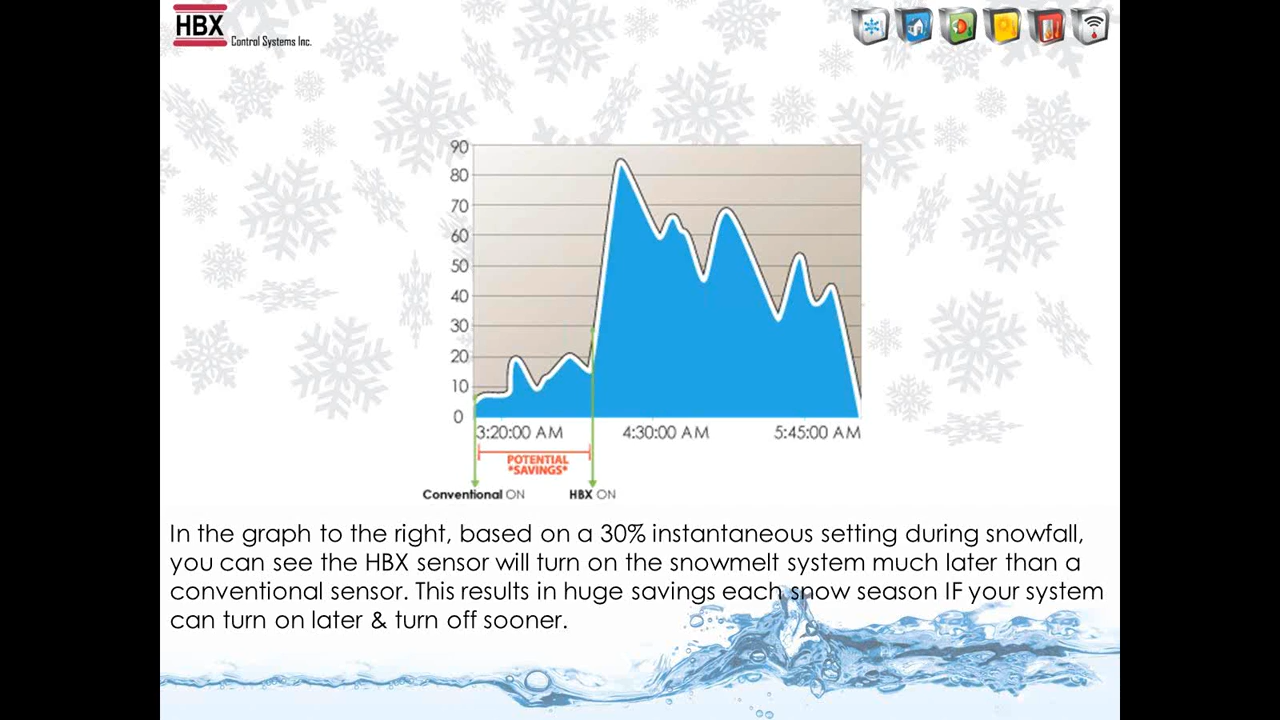 HBX
Control Systems Inc.
90
80
70
60
50
40
30
20
10
0
3:20:00 AM 4:30:00 AM 5:45:00 AM
POTENTIAL
*SAVINGS*
Conventional ON HBX ON
In the graph to the right, based on a 30% instantaneous setting during snowfall,
you can see the HBX sensor will turn on the snowmelt system much later than a
conventional sensor. This results in huge savings each snow season IF your system
can turn on later & turn off sooner.